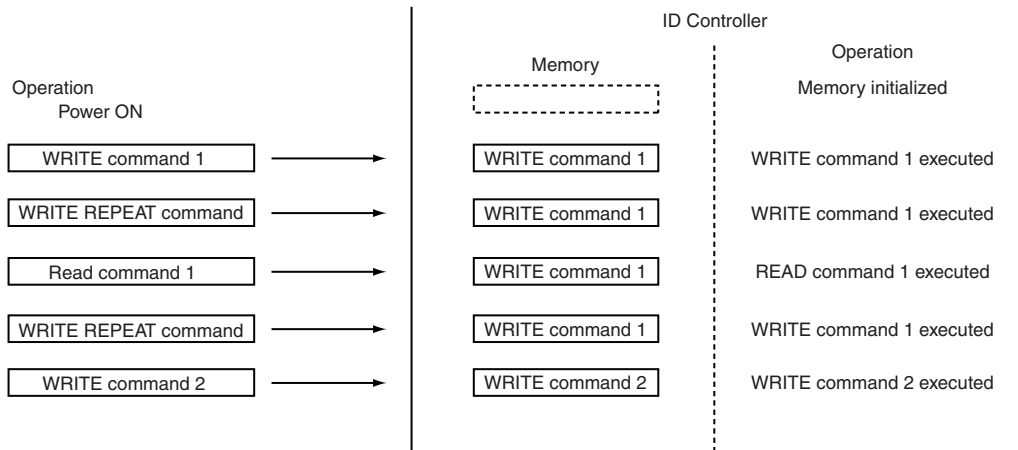 ID Controller
Operation
Memory
Operation
Memory initialized
Power ON
WRITE command 1
WRITE command 1
WRITE command 1 executed
WRITE REPEAT command
WRITE command 1
WRITE command 1 executed
Read command 1
WRITE command 1
READ command 1 executed
WRITE REPEAT command
WRITE command 1
WRITE command 1 executed
WRITE command 2
WRITE command 2
WRITE command 2 executed